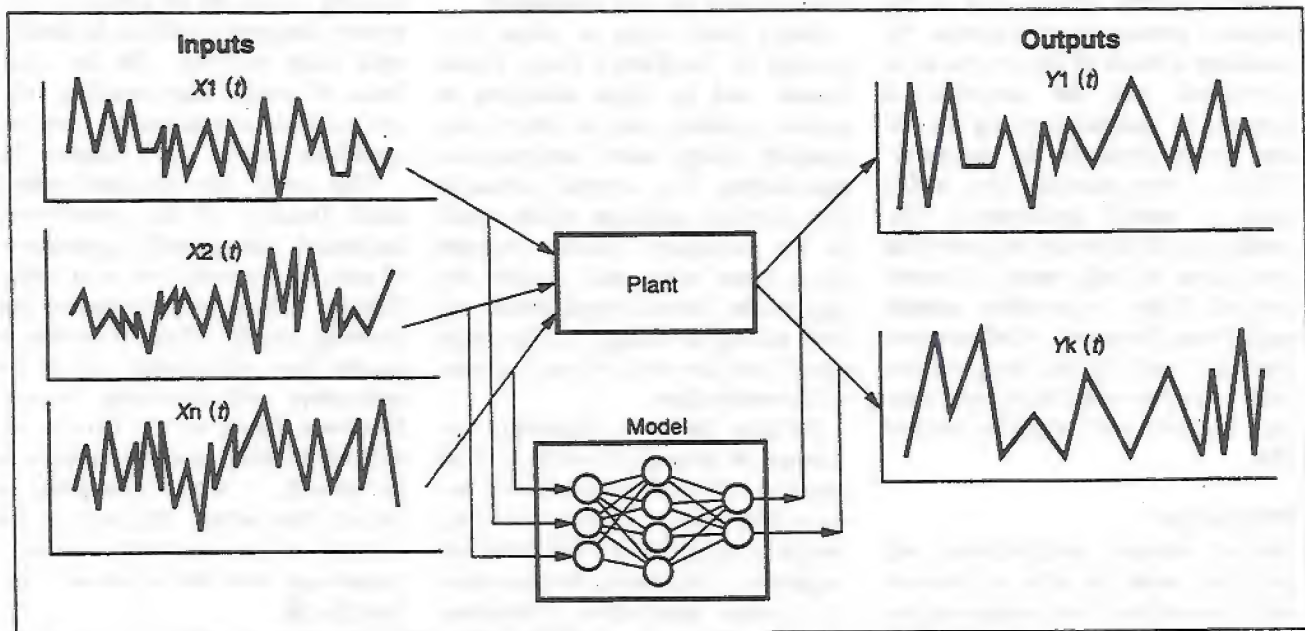 Inputs
X1 (t)
X2 (t)
Xn (t)
Plant
Model
Outputs
Y1 (t)
Yk (t)